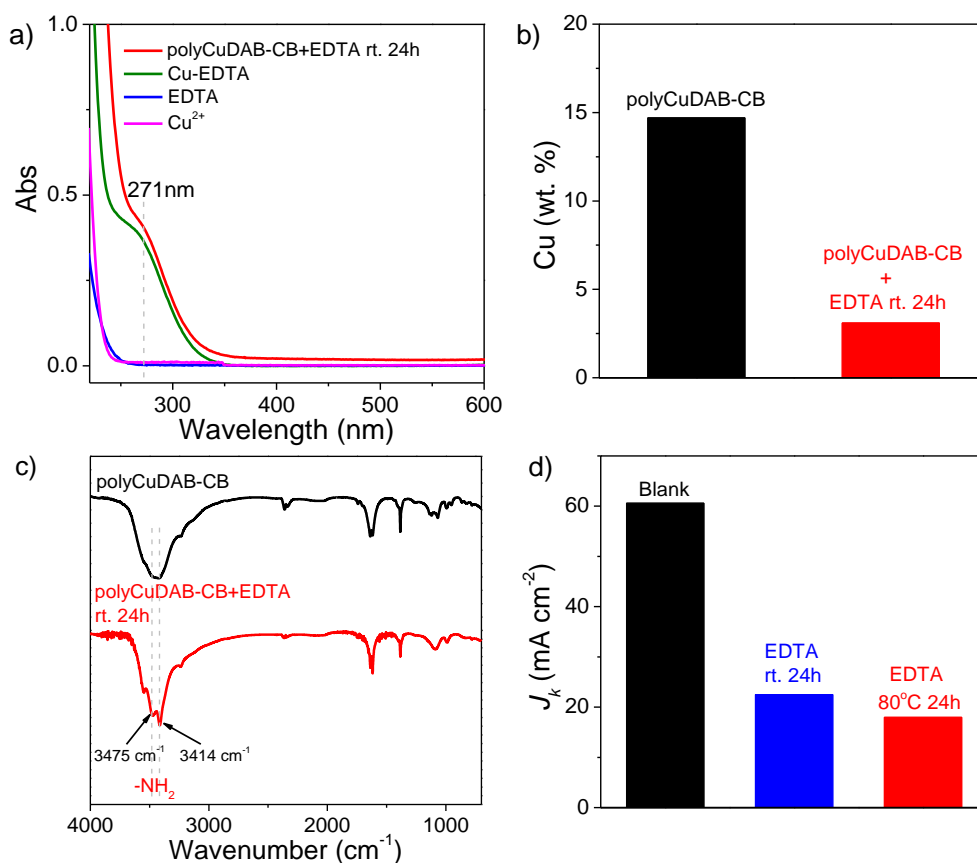 a)
1.0
0.5
0.0
Abs
polyCuDAB-CB+EDTA rt. 24h
Cu-EDTA
EDTA
Cu²⁺
271nm
300
400
500
600
Wavelength (nm)
b)
20
15
10
5
0
Cu (wt. %)
polyCuDAB-CB
polyCuDAB-CB
+
EDTA rt. 24h
c)
polyCuDAB-CB
polyCuDAB-CB+EDTA
rt. 24h
3475 cm⁻¹
3414 cm⁻¹
-NH₂
4000
3000
2000
1000
Wavenumber (cm⁻¹)
d)
60
40
20
0
Jₖ (mA cm⁻²)
Blank
EDTA
rt. 24h
EDTA
80°C 24h